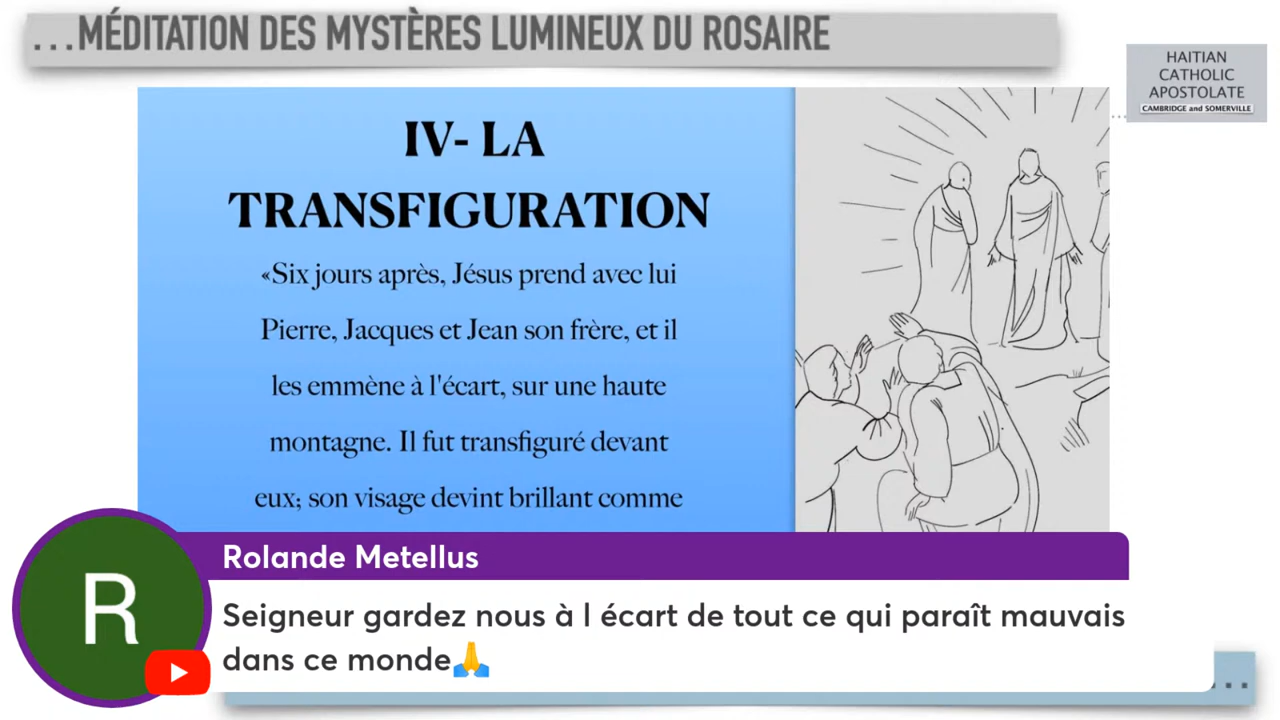 ...MÉDITATION DES MYSTÈRES LUMINEUX DU ROSAIRE
HAITIAN
CATHOLIC
APOSTOLATE
CAMBRIDGE and SOMERVILLE
IV- LA
TRANSFIGURATION
«Six jours après, Jésus prend avec lui
Pierre, Jacques et Jean son frère, et il
les emmène à l'écart, sur une haute
montagne. Il fut transfiguré devant
eux; son visage devint brillant comme
R
Rolande Metellus
Seigneur gardez nous à l écart de tout ce qui paraît mauvais
dans ce monde🙏